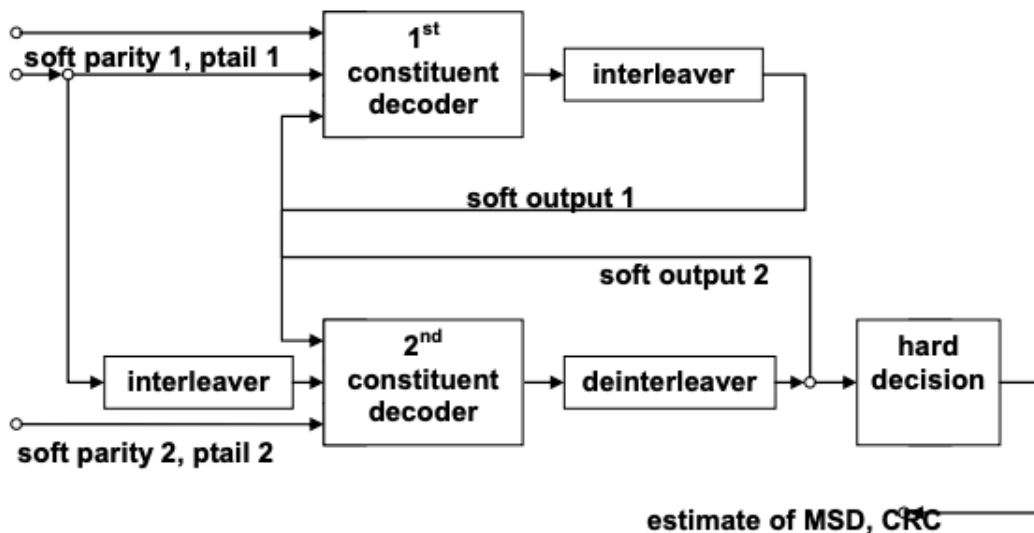 1st
constituent
decoder
soft parity 1, ptail 1
interleaver
soft output 1
soft output 2
interleaver
2nd
constituent
decoder
deinterleaver
hard
decision
soft parity 2, ptail 2
estimate of MSD, CRC